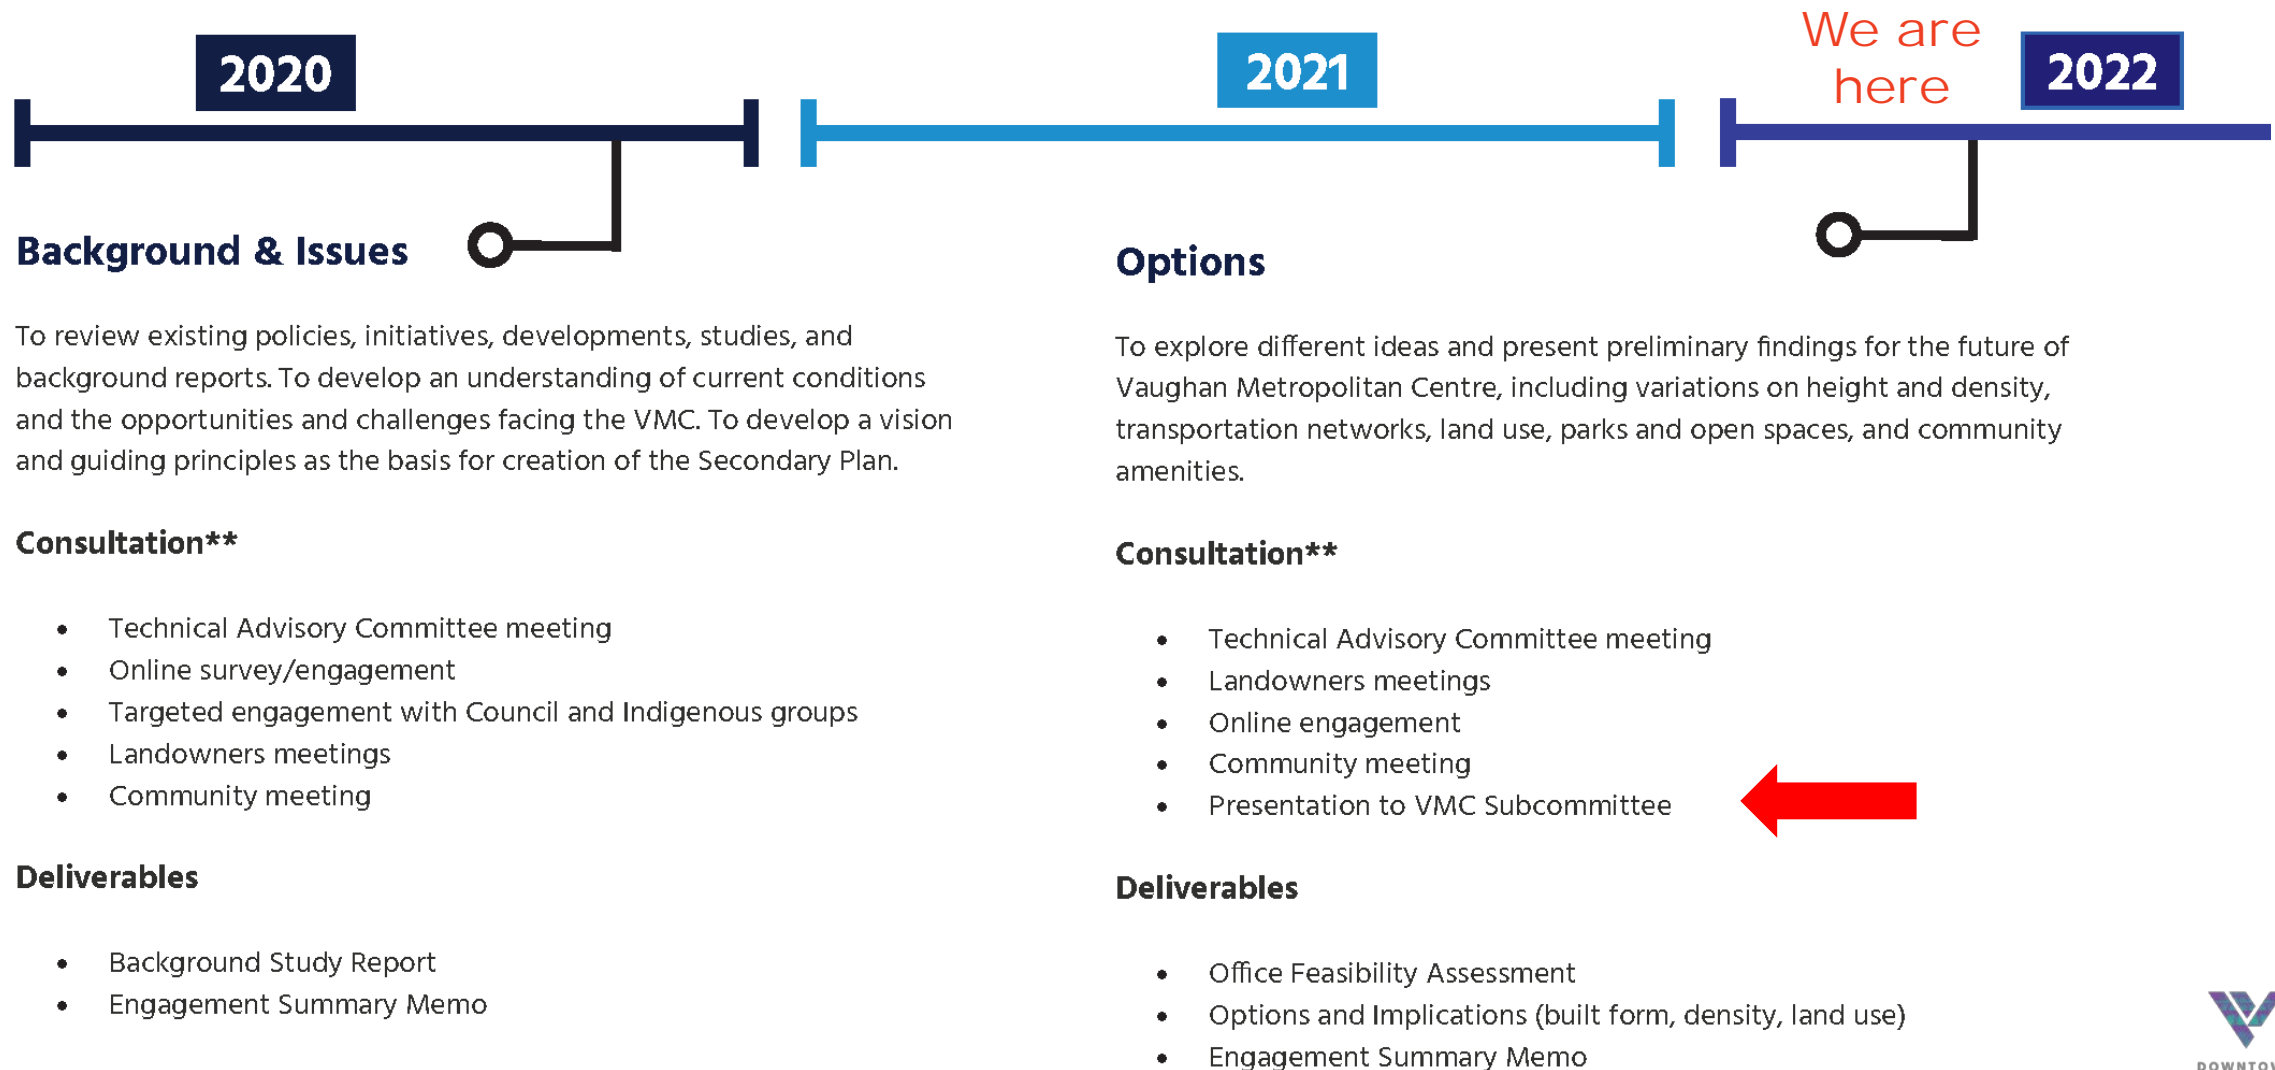 2020
2021
We are
here
2022
Background & Issues
To review existing policies, initiatives, developments, studies, and
background reports. To develop an understanding of current conditions
and the opportunities and challenges facing the VMC. To develop a vision
and guiding principles as the basis for creation of the Secondary Plan.
Consultation**
• Technical Advisory Committee meeting
• Online survey/engagement
• Targeted engagement with Council and Indigenous groups
• Landowners meetings
• Community meeting
Deliverables
• Background Study Report
• Engagement Summary Memo
Options
To explore different ideas and present preliminary findings for the future of
Vaughan Metropolitan Centre, including variations on height and density,
transportation networks, land use, parks and open spaces, and community
amenities.
Consultation**
• Technical Advisory Committee meeting
• Landowners meetings
• Online engagement
• Community meeting
• Presentation to VMC Subcommittee
Deliverables
• Office Feasibility Assessment
• Options and Implications (built form, density, land use)
• Engagement Summary Memo